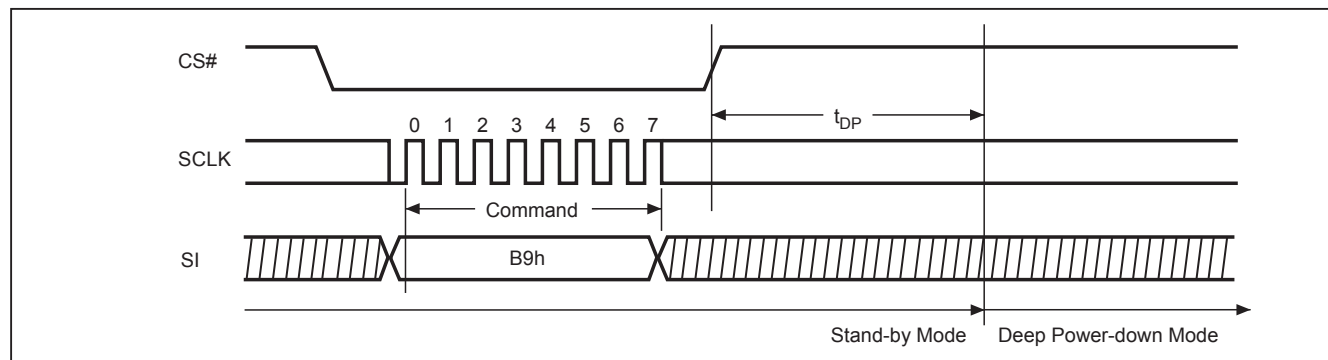 CS#
t_DP
0 1 2 3 4 5 6 7
SCLK
Command
SI
B9h
Stand-by Mode Deep Power-down Mode